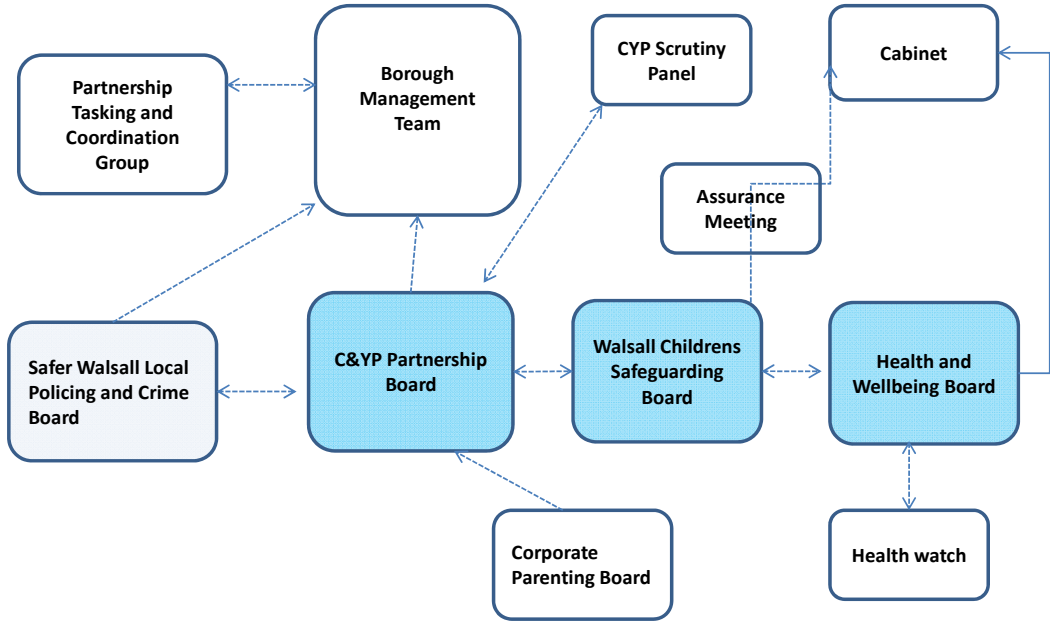 Partnership
Tasking and
Coordination
Group
Borough
Management
Team
CYP Scrutiny
Panel
Cabinet
Assurance
Meeting
Safer Walsall Local
Policing and Crime
Board
C&YP Partnership
Board
Walsall Childrens
Safeguarding
Board
Health and
Wellbeing Board
Corporate
Parenting Board
Health watch